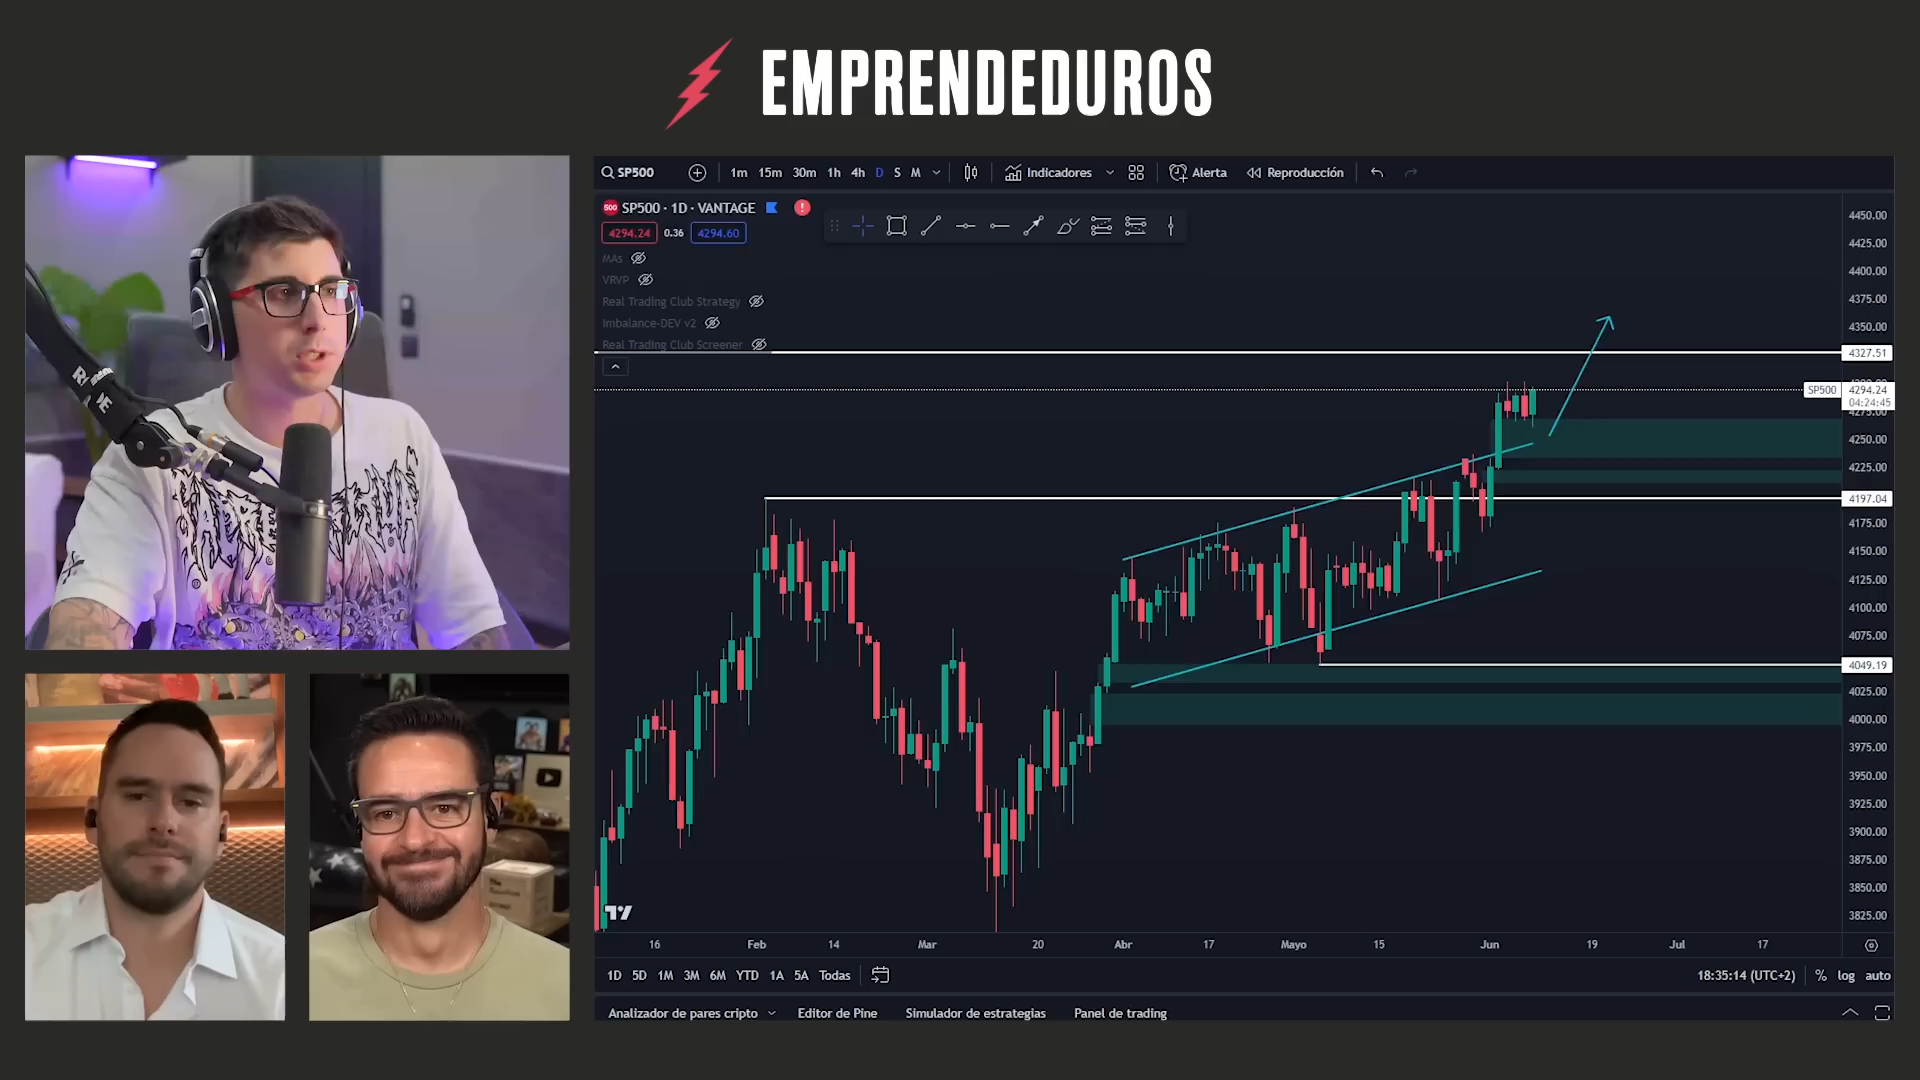 EMPRENDEDUROS
SP500 1m 15m 30m 1h 4h D S M Indicadores Alerta Reproducción
500 SP500 · 1D · VANTAGE
4294.24 0.36 4294.60
MAs
VRVP
Real Trading Club Strategy
Imbalance-DEV v2
Real Trading Club Screener
4450.00
4425.00
4400.00
4375.00
4350.00
4327.51
SP500 4294.24
04:24:45
4275.00
4250.00
4225.00
4197.04
4175.00
4150.00
4125.00
4100.00
4075.00
4049.19
4025.00
4000.00
3975.00
3950.00
3925.00
3900.00
3875.00
3850.00
3825.00
16 Feb 14 Mar 20 Abr 17 Mayo 15 Jun 19 Jul 17
1D 5D 1M 3M 6M YTD 1A 5A Todas 18:35:14 (UTC+2) % log auto
Analizador de pares cripto Editor de Pine Simulador de estrategias Panel de trading